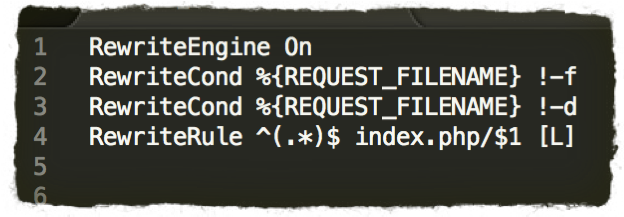 1 RewriteEngine On
2 RewriteCond %{REQUEST_FILENAME} !-f
3 RewriteCond %{REQUEST_FILENAME} !-d
4 RewriteRule ^(.*)$ index.php/$1 [L]
5
6